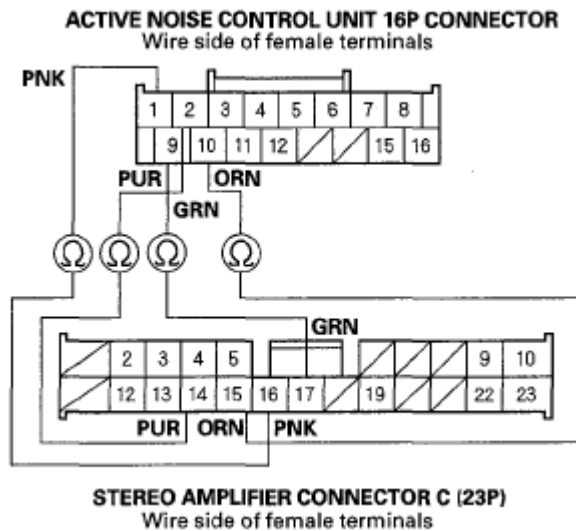 ACTIVE NOISE CONTROL UNIT 16P CONNECTOR
Wire side of female terminals
PNK
1 2 3 4 5 6 7 8
9 10 11 12 15 16
PUR ORN
GRN
Ω Ω Ω Ω
GRN
2 3 4 5 9 10
12 13 14 15 16 17 19 22 23
PUR ORN PNK
STEREO AMPLIFIER CONNECTOR C (23P)
Wire side of female terminals